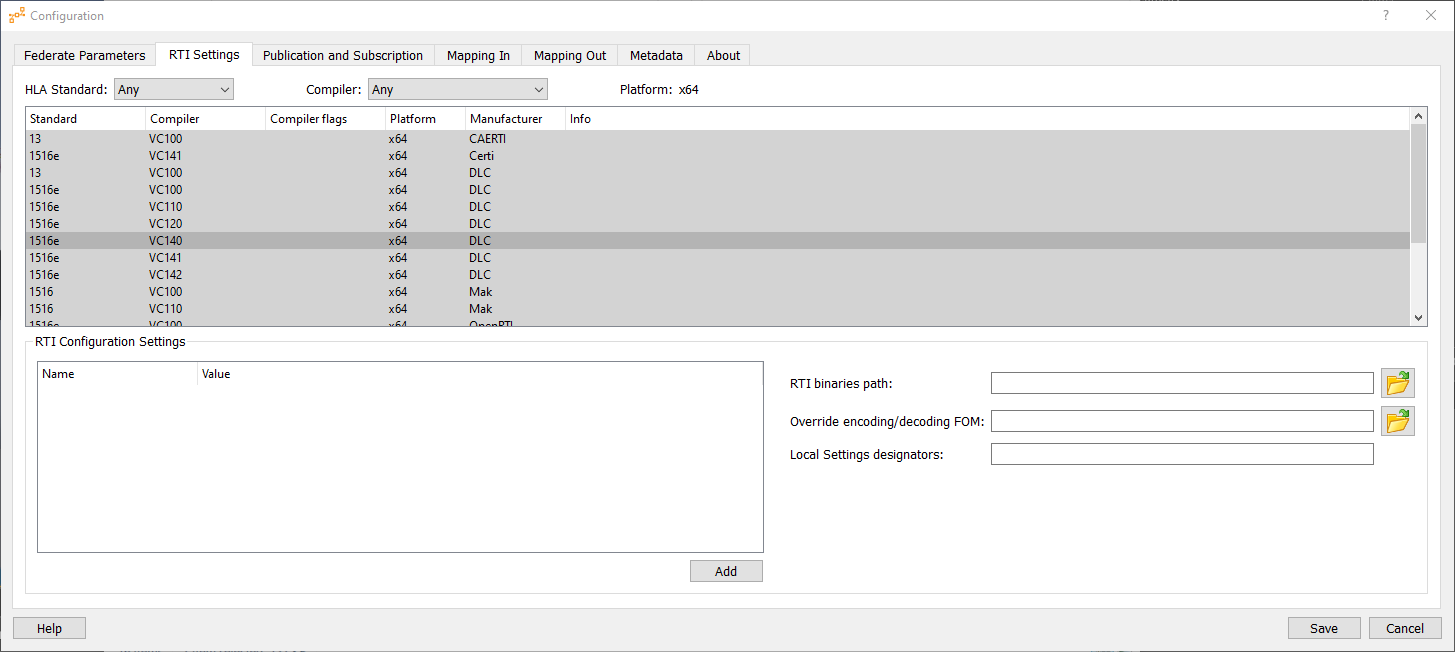 Configuration ?
Federate Parameters RTI Settings Publication and Subscription Mapping In Mapping Out Metadata About
HLA Standard: Any Compiler: Any Platform: x64
Standard Compiler Compiler flags Platform Manufacturer Info
13 VC100 x64 CAERTI
1516e VC141 x64 Certi
13 VC100 x64 DLC
1516e VC100 x64 DLC
1516e VC110 x64 DLC
1516e VC120 x64 DLC
1516e VC140 x64 DLC
1516e VC141 x64 DLC
1516e VC142 x64 DLC
1516 VC100 x64 Mak
1516 VC110 x64 Mak
1516e VC100 x64 OpenRTI
RTI Configuration Settings
Name Value
RTI binaries path:
Override encoding/decoding FOM:
Local Settings designators:
Add
Help Save Cancel